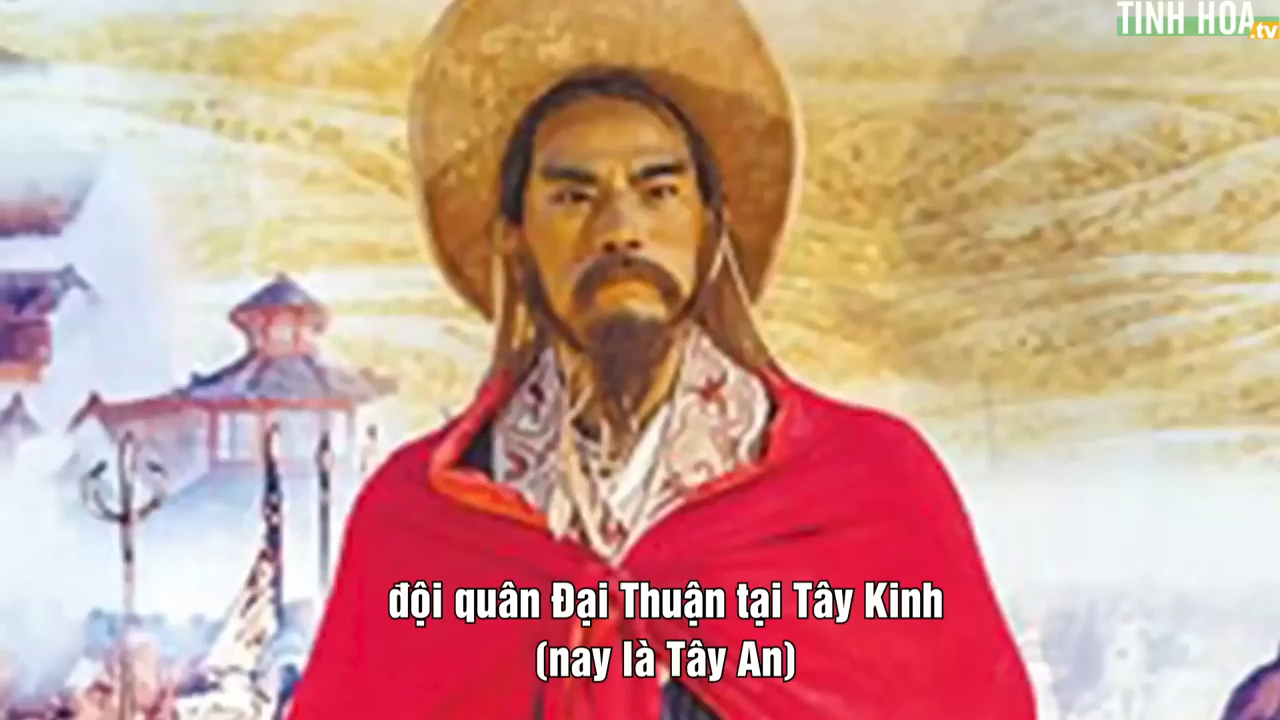 TINH HOA
.tv
đội quân Đại Thuận tại Tây Kinh
(nay là Tây An)